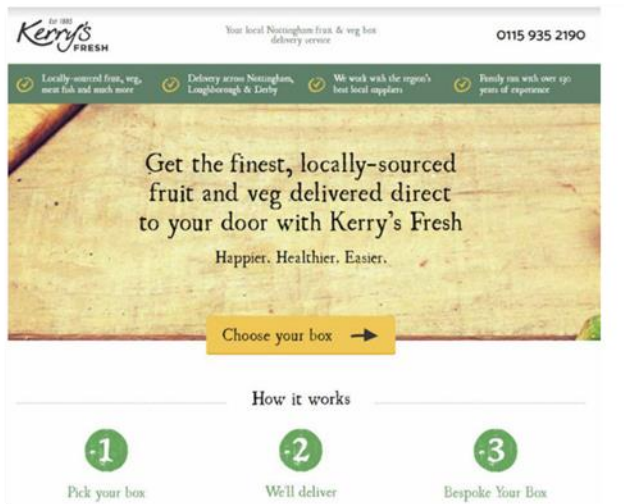 Est 1882
Kerry's
FRESH
Your local Nottingham fruit & veg box
delivery service
0115 935 2190
Locally-sourced fruit, veg,
meat fish and much more
Delivery across Nottingham,
Loughborough & Derby
We work with the region's
best local suppliers
Family run with over 130
years of experience
Get the finest, locally-sourced
fruit and veg delivered direct
to your door with Kerry's Fresh
Happier. Healthier. Easier.
Choose your box
How it works
1
2
3
Pick your box
We'll deliver
Bespoke Your Box